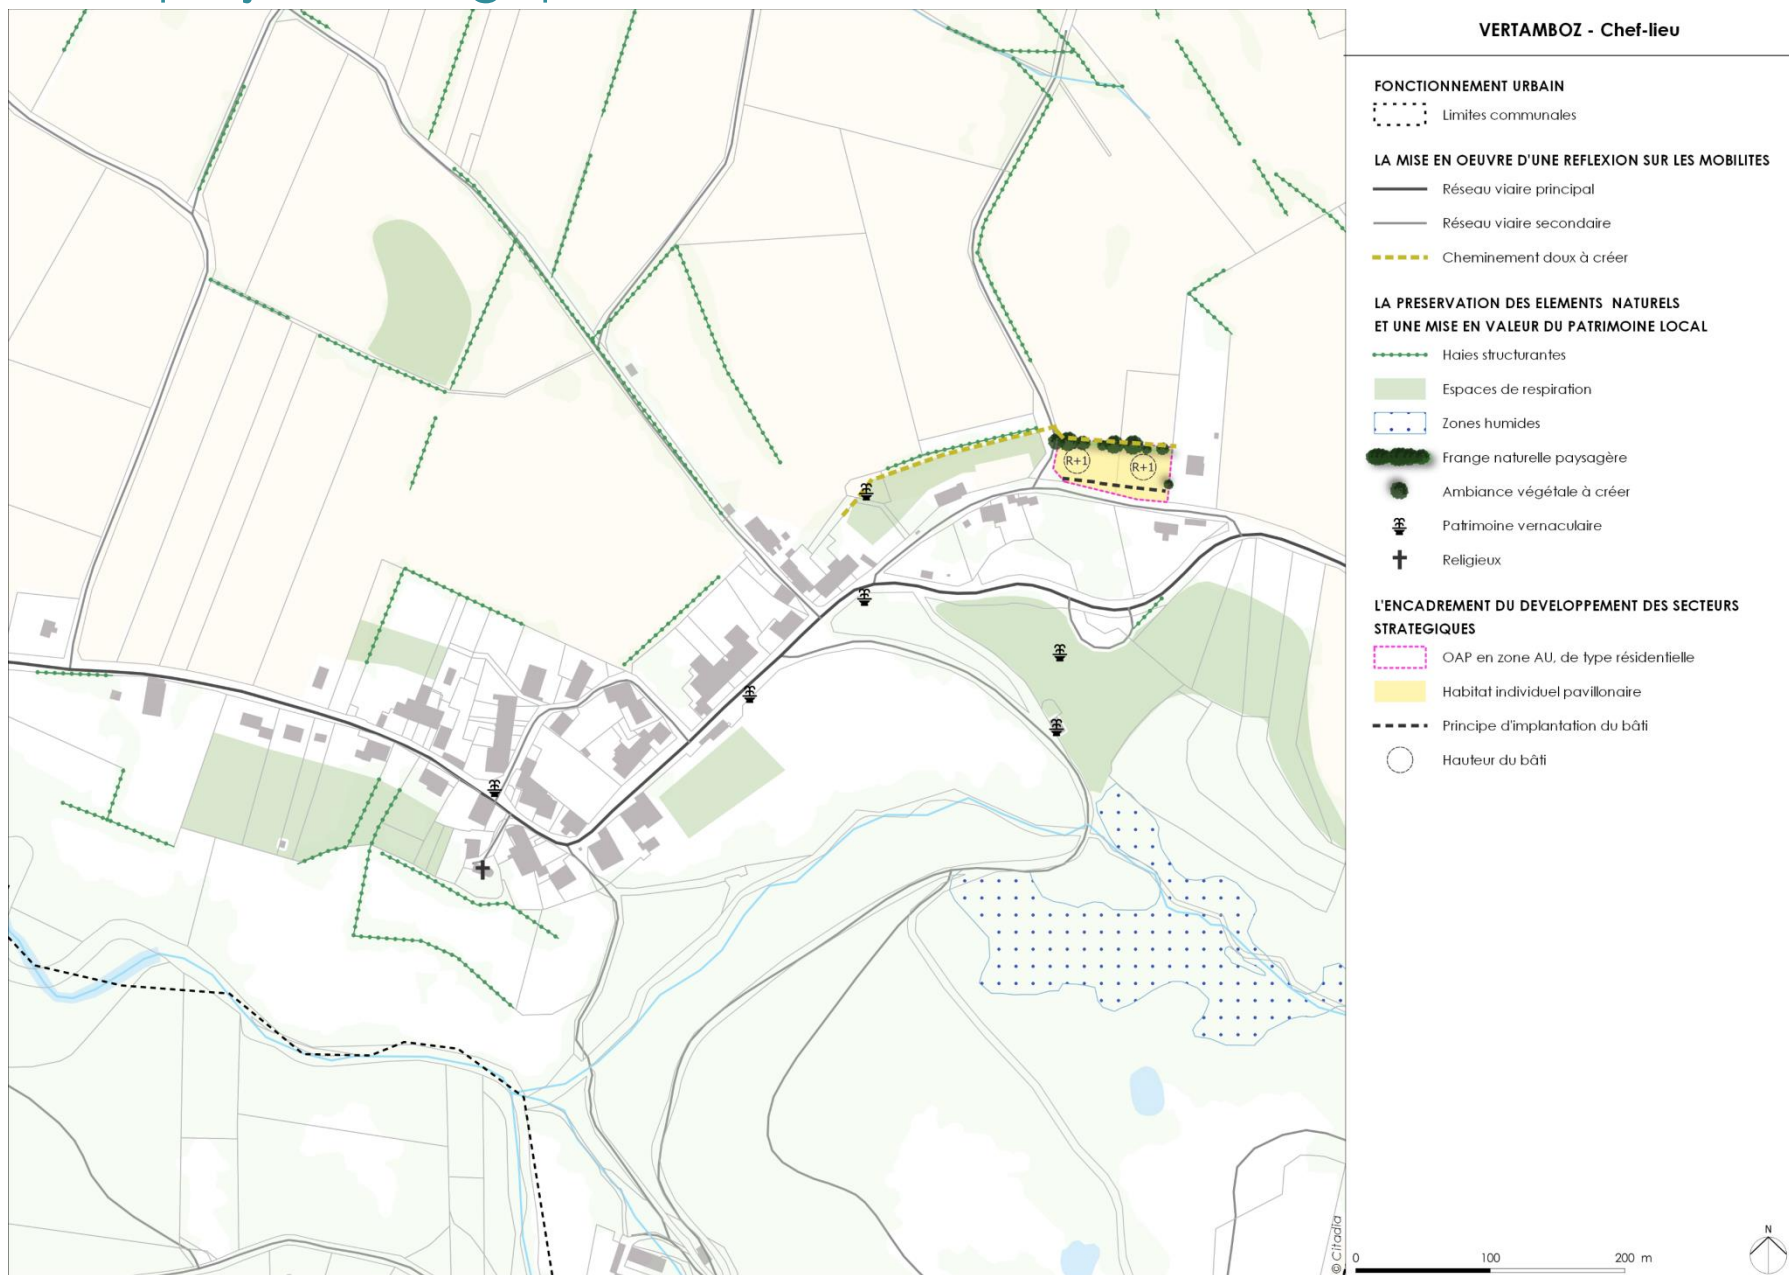 VERTAMBOZ - Chef-lieu
FONCTIONNEMENT URBAIN
Limites communales
LA MISE EN OEUVRE D'UNE REFLEXION SUR LES MOBILITES
Réseau viaire principal
Réseau viaire secondaire
Cheminement doux à créer
LA PRESERVATION DES ELEMENTS NATURELS
ET UNE MISE EN VALEUR DU PATRIMOINE LOCAL
Haies structurantes
Espaces de respiration
Zones humides
Frange naturelle paysagère
Ambiance végétale à créer
Patrimoine vernaculaire
Religieux
L'ENCADREMENT DU DEVELOPPEMENT DES SECTEURS
STRATEGIQUES
OAP en zone AU, de type résidentielle
Habitat individuel pavillonaire
Principe d'implantation du bâti
Hauteur du bâti
R+1
R+1
© Citadia
0 100 200 m
N